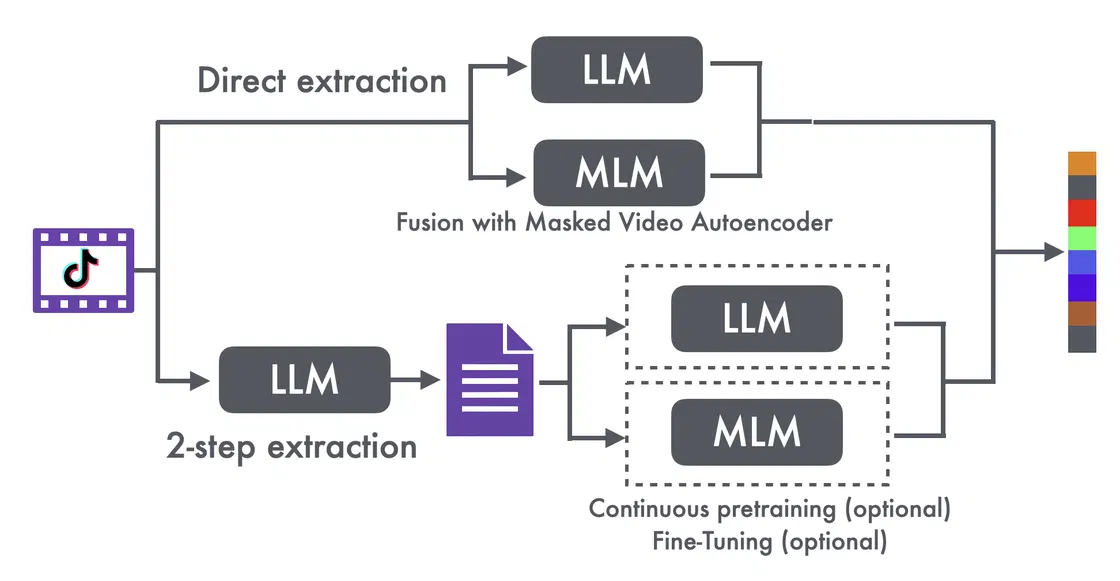 Direct extraction
LLM
MLM
Fusion with Masked Video Autoencoder
LLM
2-step extraction
LLM
MLM
Continuous pretraining (optional)
Fine-Tuning (optional)